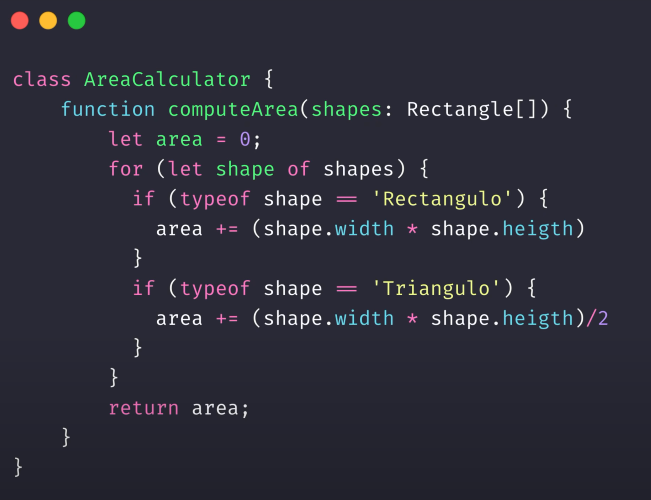 class AreaCalculator {
    function computeArea(shapes: Rectangle[]) {
        let area = 0;
        for (let shape of shapes) {
          if (typeof shape == 'Rectangulo') {
            area += (shape.width * shape.heigth)
          }
          if (typeof shape == 'Triangulo') {
            area += (shape.width * shape.heigth)/2
          }
        }
        return area;
    }
}